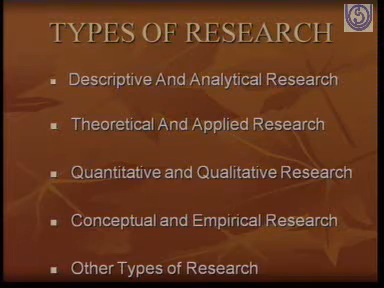 TYPES OF RESEARCH
Descriptive And Analytical Research
Theoretical And Applied Research
Quantitative and Qualitative Research
Conceptual and Empirical Research
Other Types of Research